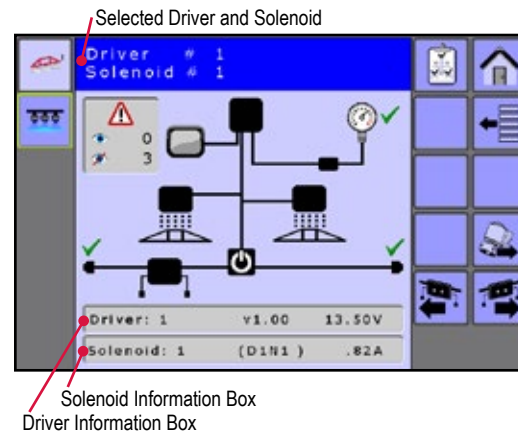 Selected Driver and Solenoid
Driver # 1
Solenoid # 1
0
3
Driver: 1 v1.00 13.50V
Solenoid: 1 (D1N1 ) .82A
Solenoid Information Box
Driver Information Box